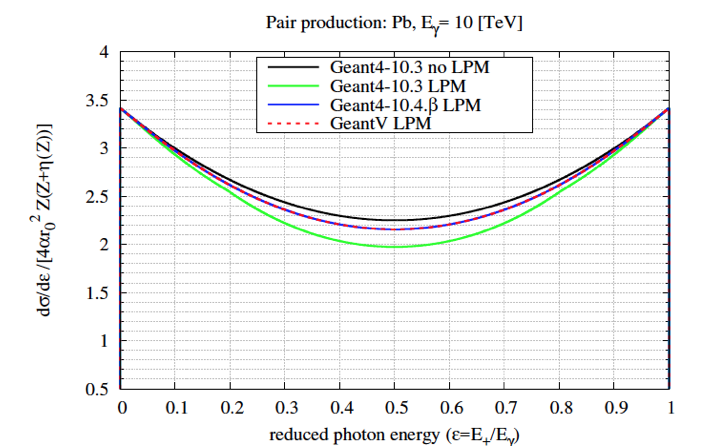 Pair production: Pb, Eγ= 10 [TeV]
Geant4-10.3 no LPM
Geant4-10.3 LPM
Geant4-10.4.β LPM
GeantV LPM
4
3.5
3
2.5
2
1.5
1
0.5
dσ/dε /[4αr₀² Z(Z+η(Z))]
0 0.1 0.2 0.3 0.4 0.5 0.6 0.7 0.8 0.9 1
reduced photon energy (ε=E₊/Eγ)